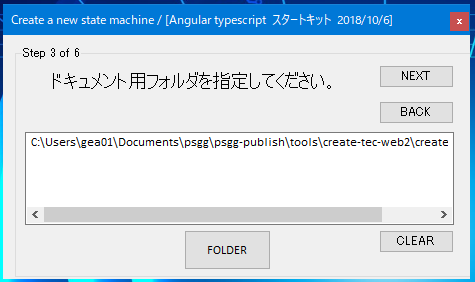 Create a new state machine / [Angular typescript スタートキット 2018/10/6]
x
Step 3 of 6
ドキュメント用フォルダを指定してください。
NEXT
BACK
C:\Users\gea01\Documents\psgg\psgg-publish\tools\create-tec-web2\create
FOLDER
CLEAR